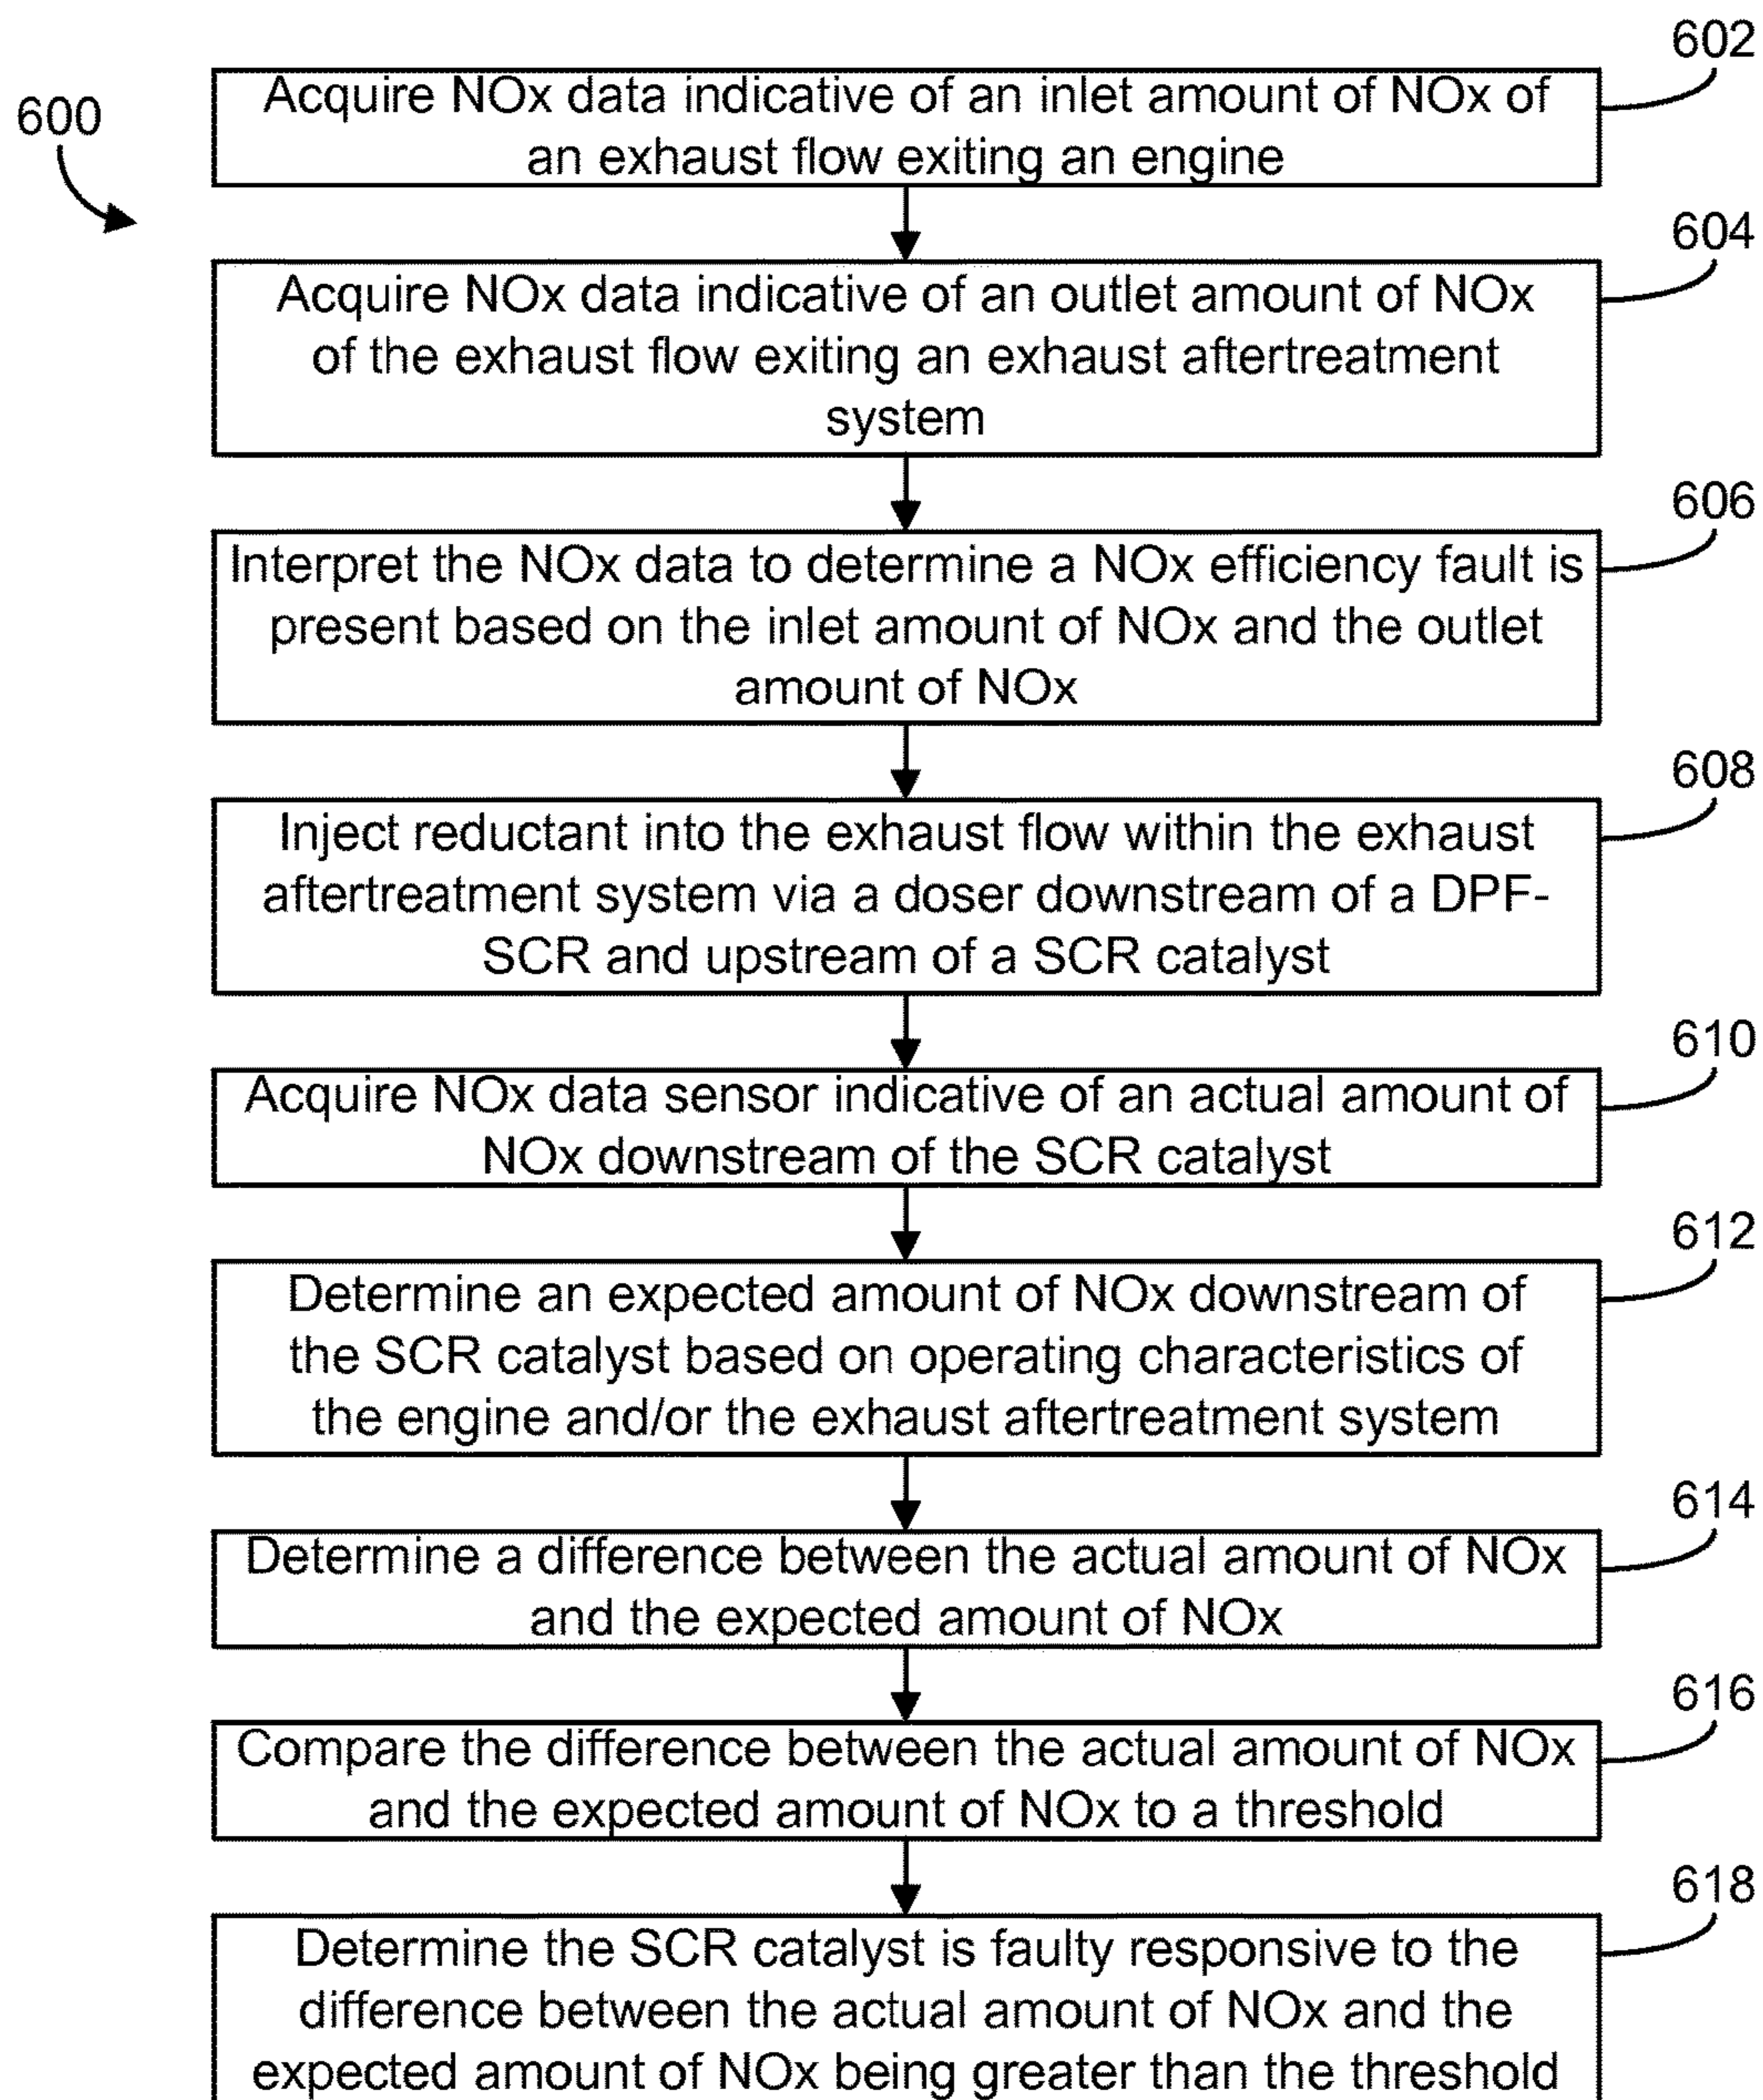 602
Acquire NOx data indicative of an inlet amount of NOx of
an exhaust flow exiting an engine
600
604
Acquire NOx data indicative of an outlet amount of NOx
of the exhaust flow exiting an exhaust aftertreatment
system
606
Interpret the NOx data to determine a NOx efficiency fault is
present based on the inlet amount of NOx and the outlet
amount of NOx
608
Inject reductant into the exhaust flow within the exhaust
aftertreatment system via a doser downstream of a DPF-
SCR and upstream of a SCR catalyst
610
Acquire NOx data sensor indicative of an actual amount of
NOx downstream of the SCR catalyst
612
Determine an expected amount of NOx downstream of
the SCR catalyst based on operating characteristics of
the engine and/or the exhaust aftertreatment system
614
Determine a difference between the actual amount of NOx
and the expected amount of NOx
616
Compare the difference between the actual amount of NOx
and the expected amount of NOx to a threshold
618
Determine the SCR catalyst is faulty responsive to the
difference between the actual amount of NOx and the
expected amount of NOx being greater than the threshold